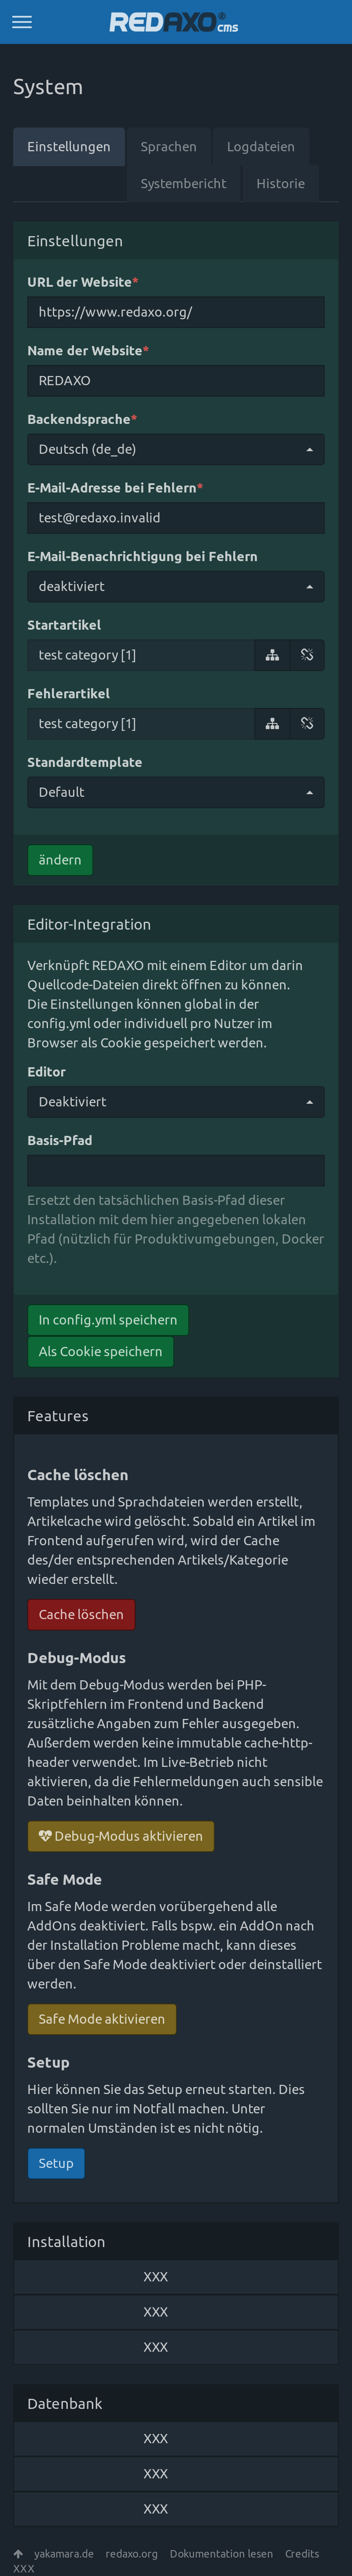 REDAXO® cms
System
Einstellungen
Sprachen
Logdateien
Systembericht
Historie
Einstellungen
URL der Website*
https://www.redaxo.org/
Name der Website*
REDAXO
Backendsprache*
Deutsch (de_de)
E-Mail-Adresse bei Fehlern*
test@redaxo.invalid
E-Mail-Benachrichtigung bei Fehlern
deaktiviert
Startartikel
test category [1]
Fehlerartikel
test category [1]
Standardtemplate
Default
ändern
Editor-Integration
Verknüpft REDAXO mit einem Editor um darin
Quellcode-Dateien direkt öffnen zu können.
Die Einstellungen können global in der
config.yml oder individuell pro Nutzer im
Browser als Cookie gespeichert werden.
Editor
Deaktiviert
Basis-Pfad
Ersetzt den tatsächlichen Basis-Pfad dieser
Installation mit dem hier angegebenen lokalen
Pfad (nützlich für Produktivumgebungen, Docker
etc.).
In config.yml speichern
Als Cookie speichern
Features
Cache löschen
Templates und Sprachdateien werden erstellt,
Artikelcache wird gelöscht. Sobald ein Artikel im
Frontend aufgerufen wird, wird der Cache
des/der entsprechenden Artikels/Kategorie
wieder erstellt.
Cache löschen
Debug-Modus
Mit dem Debug-Modus werden bei PHP-
Skriptfehlern im Frontend und Backend
zusätzliche Angaben zum Fehler ausgegeben.
Außerdem werden keine immutable cache-http-
header verwendet. Im Live-Betrieb nicht
aktivieren, da die Fehlermeldungen auch sensible
Daten beinhalten können.
Debug-Modus aktivieren
Safe Mode
Im Safe Mode werden vorübergehend alle
AddOns deaktiviert. Falls bspw. ein AddOn nach
der Installation Probleme macht, kann dieses
über den Safe Mode deaktiviert oder deinstalliert
werden.
Safe Mode aktivieren
Setup
Hier können Sie das Setup erneut starten. Dies
sollten Sie nur im Notfall machen. Unter
normalen Umständen ist es nicht nötig.
Setup
Installation
XXX
XXX
XXX
Datenbank
XXX
XXX
XXX
yakamara.de redaxo.org Dokumentation lesen Credits
XXX